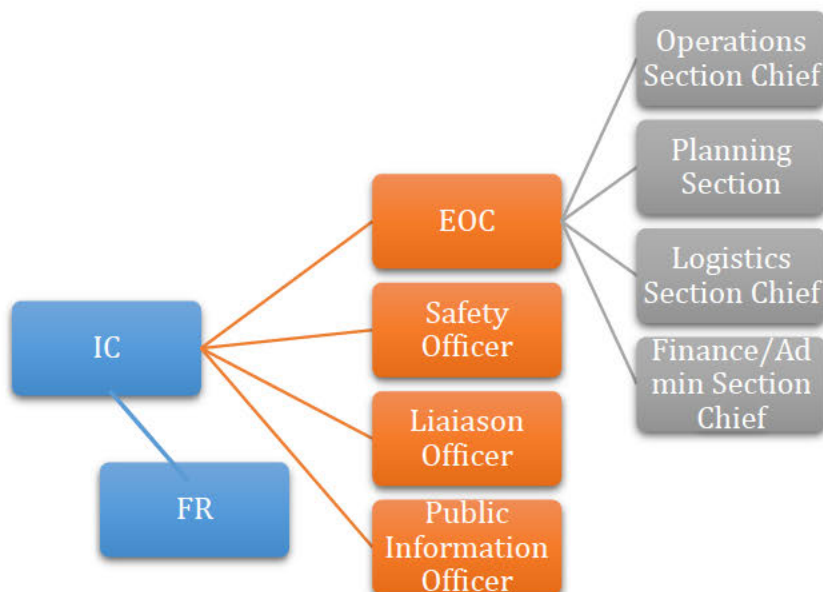 Operations
Section Chief
Planning
Section
EOC
Logistics
Section Chief
Safety
Officer
IC
Finance/Ad
min Section
Chief
Liaiason
Officer
FR
Public
Information
Officer